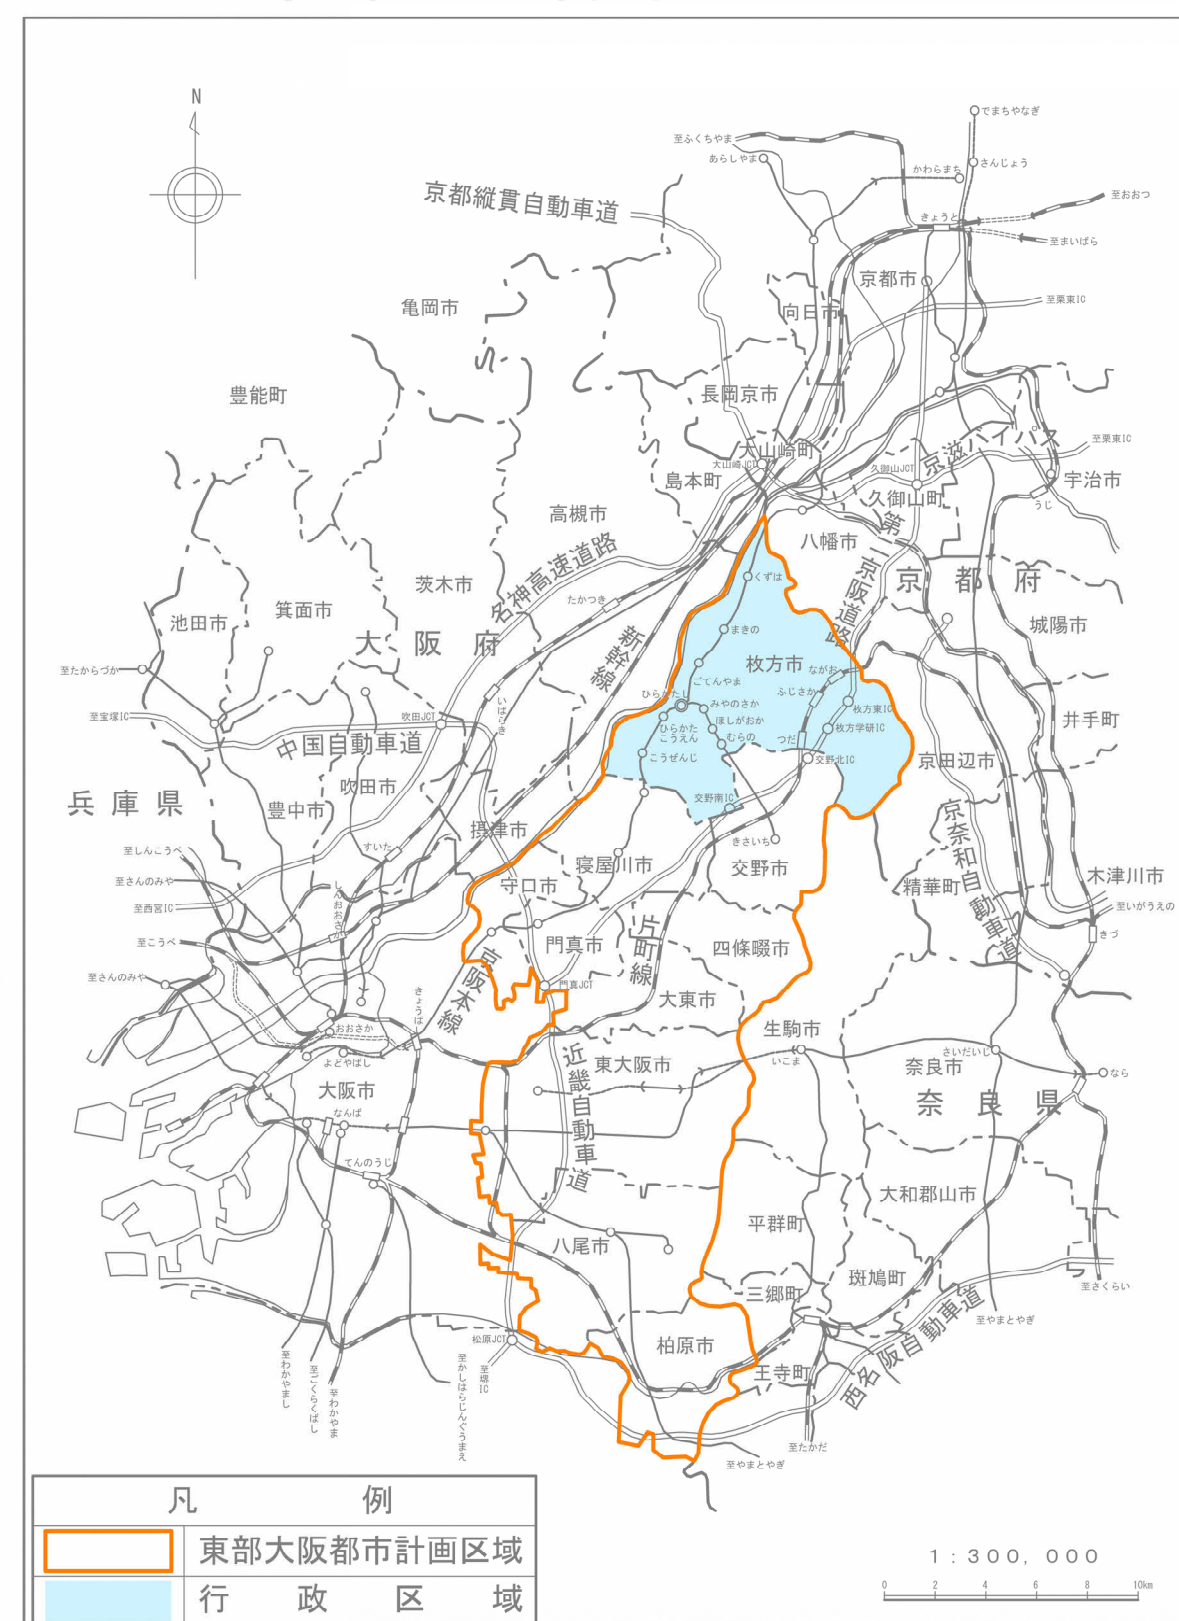 N
でまちやなぎ
至ふくちやま
あらしやま
さんじょう
かわらまち
京都縦貫自動車道
至おおつ
きょうと
至まいばら
京都市
亀岡市
向日市
至栗東IC
豊能町
長岡京市
大山崎町
京滋バイパス
至栗東IC
大山崎JCT
久御山JCT
島本町
宇治市
久御山町
うじ
高槻市
第二京阪道路
八幡市
名神高速道路
京都府
茨木市
くずは
たかつき
箕面市
池田市
大阪府
新幹線
まきの
城陽市
至たからづか
枚方市
ながお
ごてんやま
ひらかたし
ふじさか
いばらき
みやのさか
枚方東IC
至宝塚IC
吹田JCT
ほしがおか
井手町
ひらかた
こうえん
枚方学研IC
むらの
つだ
中国自動車道
こうぜんじ
交野北IC
京田辺市
吹田市
兵庫県
豊中市
交野南IC
京奈和自動車道
摂津市
きさいち
至しんこうべ
すいた
寝屋川市
交野市
木津川市
至さんのみや
守口市
精華町
しんおおさか
至西宮IC
至いがうえの
片町線
きづ
至こうべ
門真市
四條畷市
京阪本線
至さんのみや
門真JCT
きょうばし
大東市
おおさか
生駒市
さいだいじ
よどやばし
東大阪市
いこま
奈良市
なら
近畿自動車道
大阪市
奈良県
なんば
てんのうじ
大和郡山市
平群町
八尾市
斑鳩町
三郷町
至さくらい
西名阪自動車道
至やまとやぎ
松原JCT
柏原市
至わかやまし
至ごくらくばし
至わかやま
至かしはらじんぐうまえ
至堺IC
王寺町
至たかだ
至やまとやぎ
凡例
東部大阪都市計画区域
行政区域
1:300,000
0 2 4 6 8 10km